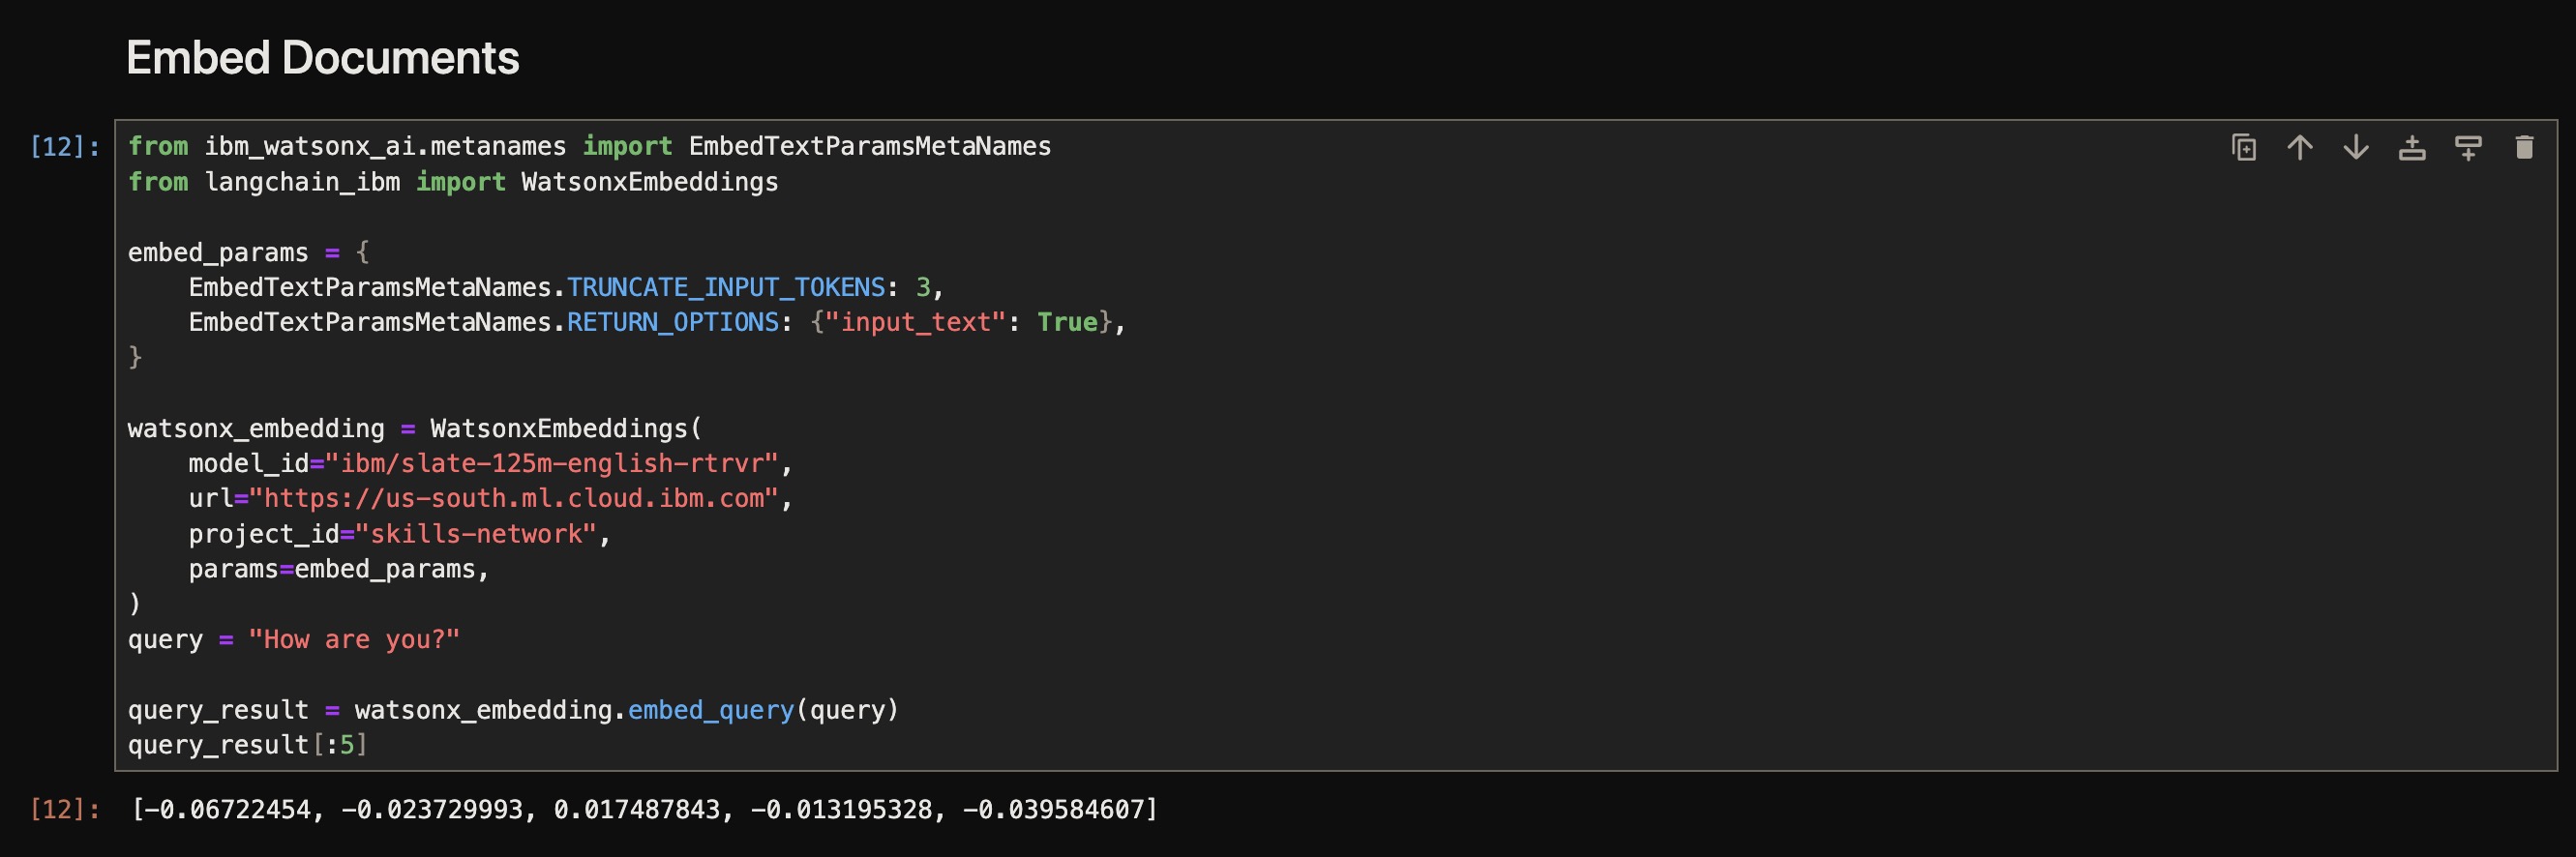 Embed Documents
[12]: from ibm_watsonx_ai.metanames import EmbedTextParamsMetaNames
from langchain_ibm import WatsonxEmbeddings
embed_params = {
    EmbedTextParamsMetaNames.TRUNCATE_INPUT_TOKENS: 3,
    EmbedTextParamsMetaNames.RETURN_OPTIONS: {"input_text": True},
}
watsonx_embedding = WatsonxEmbeddings(
    model_id="ibm/slate-125m-english-rtrvr",
    url="https://us-south.ml.cloud.ibm.com",
    project_id="skills-network",
    params=embed_params,
)
query = "How are you?"
query_result = watsonx_embedding.embed_query(query)
query_result[:5]
[12]: [-0.06722454, -0.023729993, 0.017487843, -0.013195328, -0.039584607]